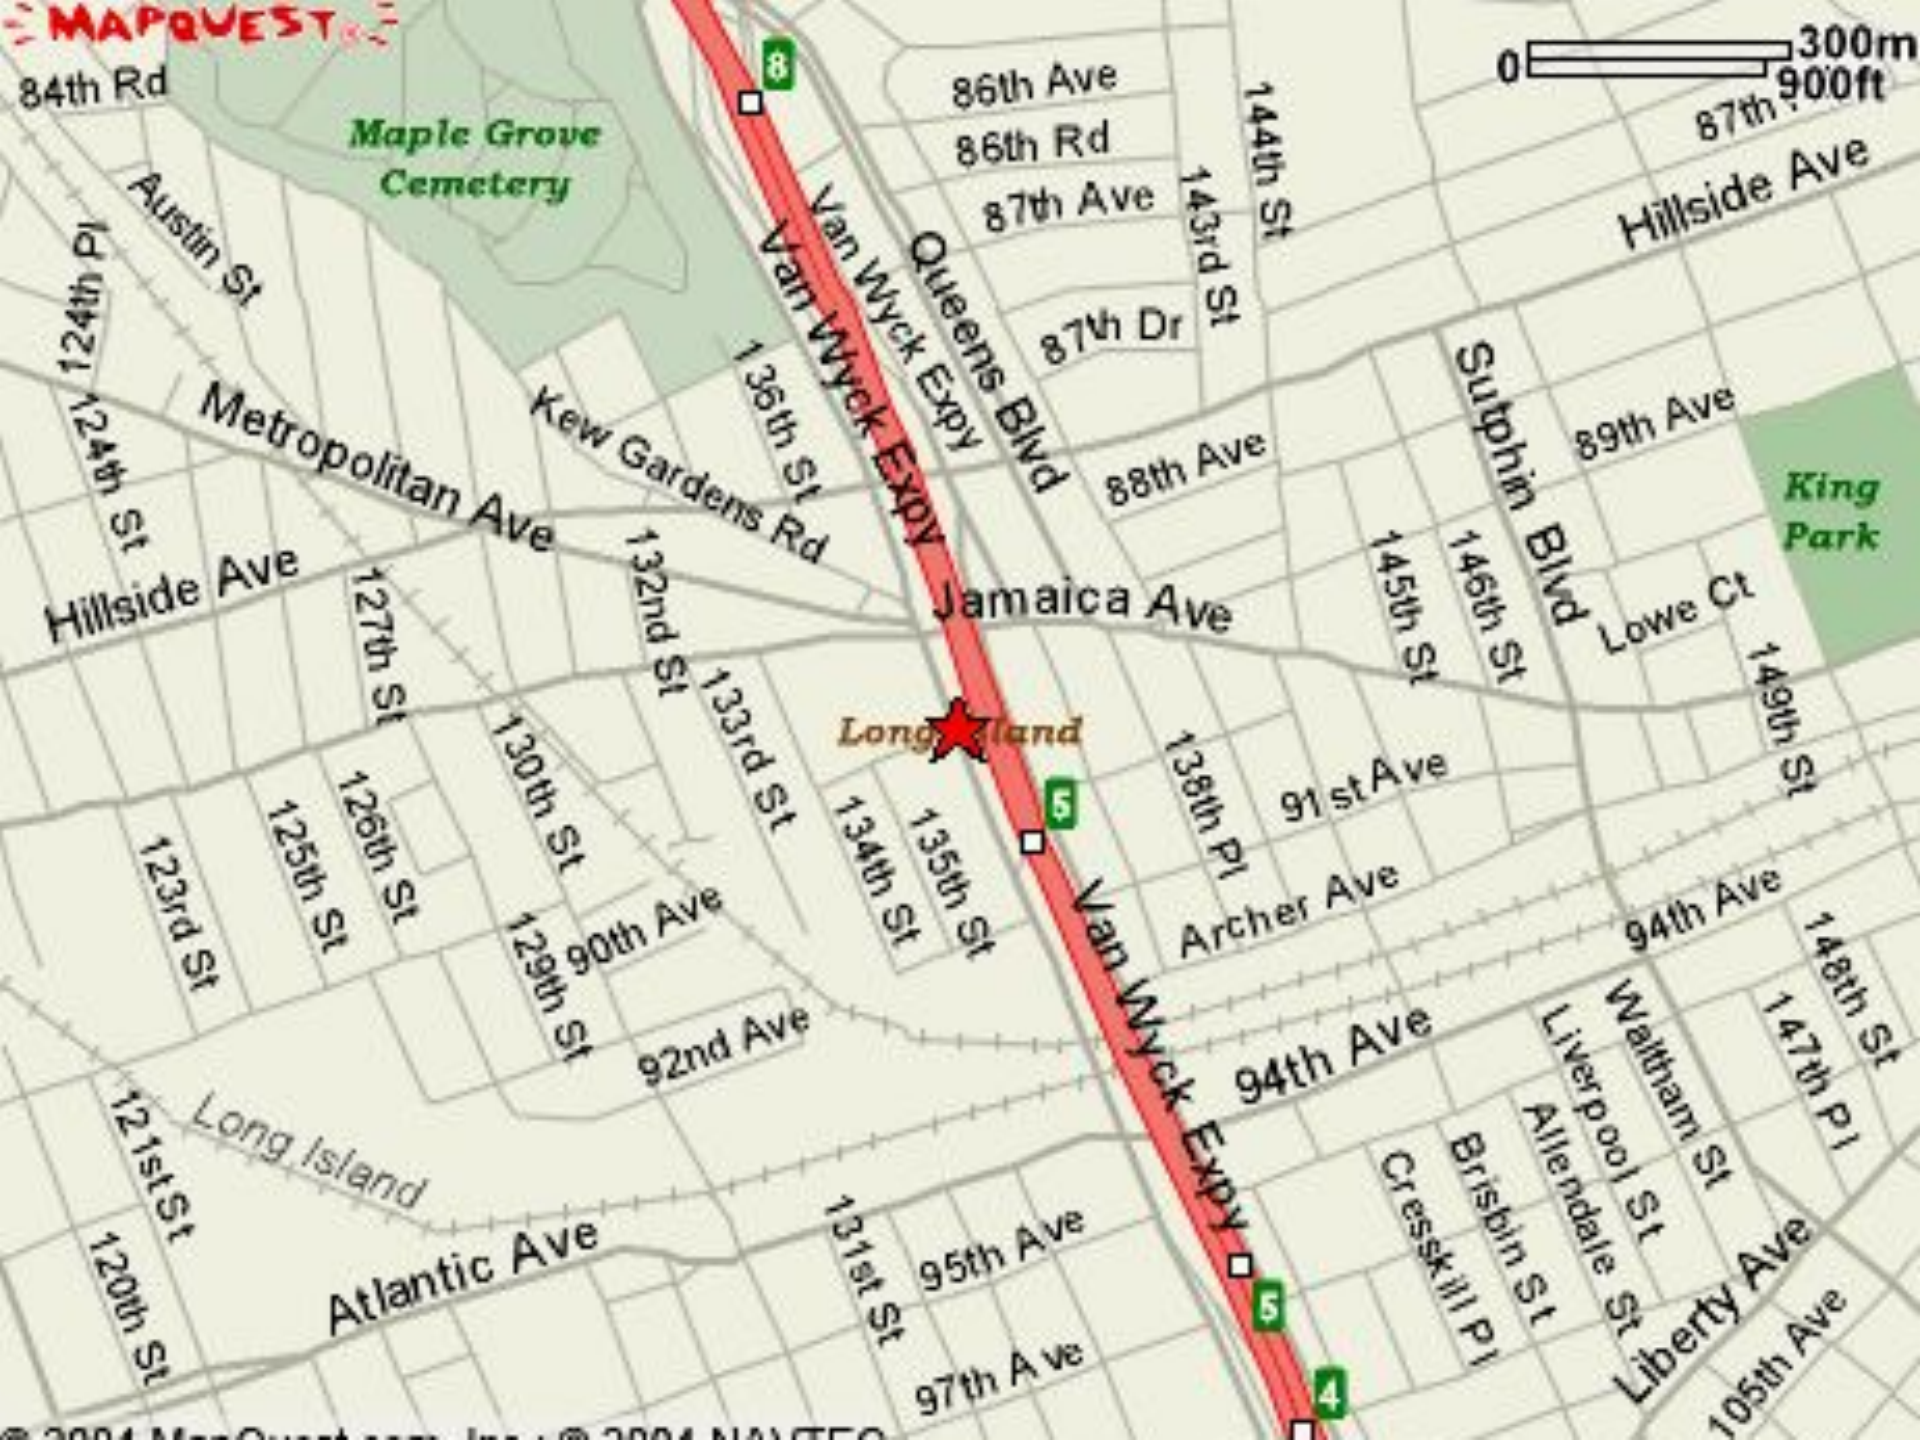 MAPQUEST
0
300m
900ft
84th Rd
Maple Grove
Cemetery
8
86th Ave
86th Rd
87th Ave
87th Dr
143rd St
144th St
87th
Hillside Ave
Austin St
124th Pl
124th St
Metropolitan Ave
Kew Gardens Rd
136th St
Van Wyck Expy
Van Wyck Expy
Queens Blvd
88th Ave
Sutphin Blvd
89th Ave
King
Park
Hillside Ave
127th St
132nd St
Jamaica Ave
145th St
146th St
Lowe Ct
149th St
133rd St
Long Island
138th Pl
91st Ave
5
130th St
126th St
125th St
123rd St
134th St
135th St
129th St
90th Ave
92nd Ave
Archer Ave
94th Ave
148th St
147th Pl
Van Wyck Expy
94th Ave
Waltham St
Liverpool St
Allendale St
Brisbin St
Cresskill Pl
Long Island
121st St
120th St
Atlantic Ave
131st St
95th Ave
97th Ave
5
4
Liberty Ave
105th Ave
© 2004 MapQuest.com, Inc.; © 2004 NAVTEQ